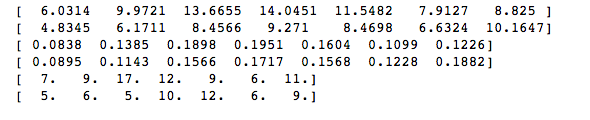 [  6.0314   9.9721  13.6655  14.0451  11.5482   7.9127   8.825 ]
[  4.8345   6.1711   8.4566   9.271    8.4698   6.6324  10.1647]
[ 0.0838  0.1385  0.1898  0.1951  0.1604  0.1099  0.1226]
[ 0.0895  0.1143  0.1566  0.1717  0.1568  0.1228  0.1882]
[  7.   9.  17.  12.   9.   6.  11.]
[  5.   6.   5.  10.  12.   6.   9.]